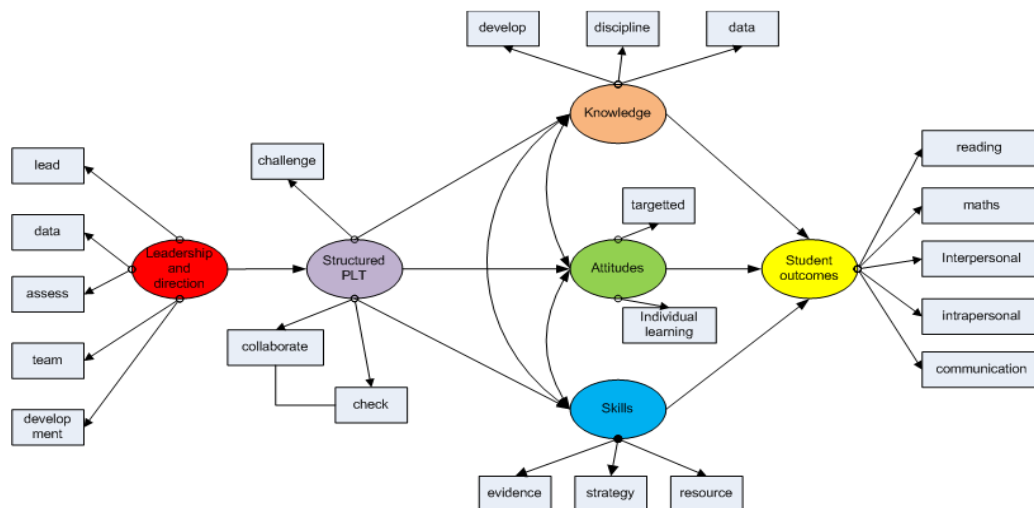 develop
discipline
data
Knowledge
lead
challenge
reading
data
targetted
maths
Leadership
and
direction
Structured
PLT
Attitudes
Student
outcomes
Interpersonal
assess
Individual
learning
intrapersonal
team
collaborate
communication
develop
ment
check
Skills
evidence
strategy
resource